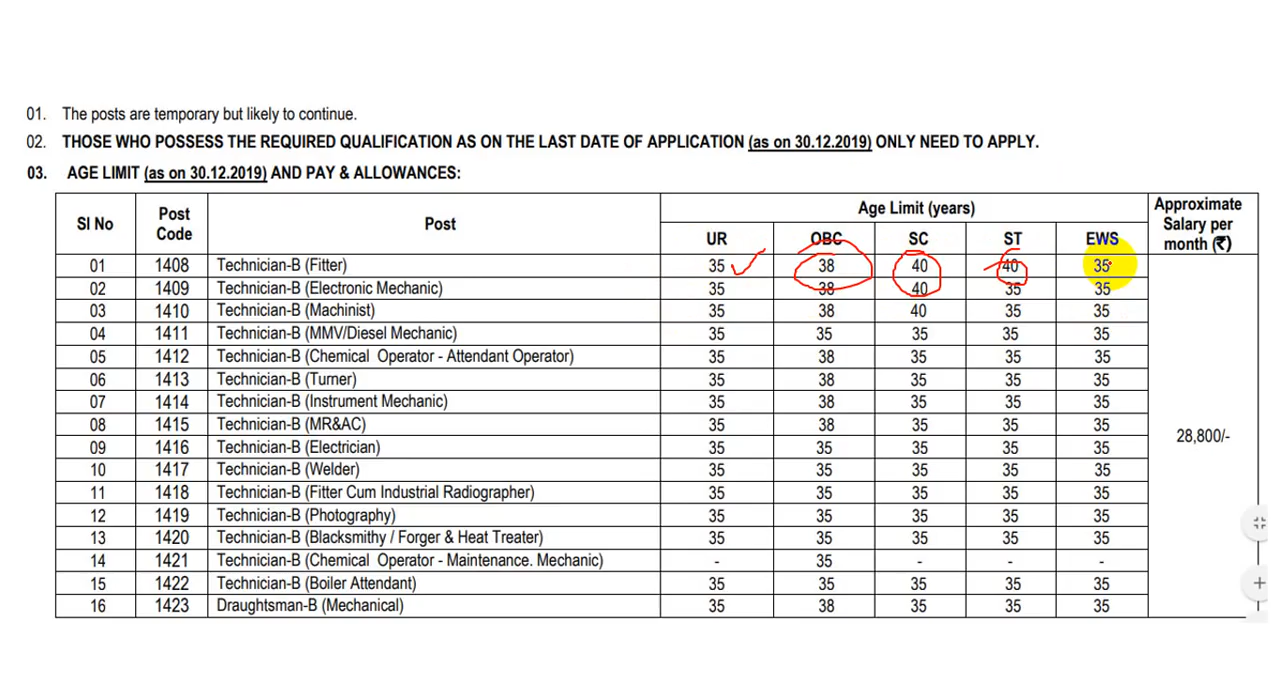 01. The posts are temporary but likely to continue.
02. THOSE WHO POSSESS THE REQUIRED QUALIFICATION AS ON THE LAST DATE OF APPLICATION (as on 30.12.2019) ONLY NEED TO APPLY.
03. AGE LIMIT (as on 30.12.2019) AND PAY & ALLOWANCES:
Sl No Post Code Post Age Limit (years) Approximate Salary per month (₹)
UR OBC SC ST EWS
01 1408 Technician-B (Fitter) 35 38 40 40 35
02 1409 Technician-B (Electronic Mechanic) 35 38 40 35 35
03 1410 Technician-B (Machinist) 35 38 40 35 35
04 1411 Technician-B (MMV/Diesel Mechanic) 35 35 35 35 35
05 1412 Technician-B (Chemical Operator - Attendant Operator) 35 38 35 35 35
06 1413 Technician-B (Turner) 35 38 35 35 35
07 1414 Technician-B (Instrument Mechanic) 35 38 35 35 35
08 1415 Technician-B (MR&AC) 35 38 35 35 35
28,800/-
09 1416 Technician-B (Electrician) 35 35 35 35 35
10 1417 Technician-B (Welder) 35 35 35 35 35
11 1418 Technician-B (Fitter Cum Industrial Radiographer) 35 35 35 35 35
12 1419 Technician-B (Photography) 35 35 35 35 35
13 1420 Technician-B (Blacksmithy / Forger & Heat Treater) 35 35 35 35 35
14 1421 Technician-B (Chemical Operator - Maintenance. Mechanic) - 35 - - -
15 1422 Technician-B (Boiler Attendant) 35 35 35 35 35
16 1423 Draughtsman-B (Mechanical) 35 38 35 35 35